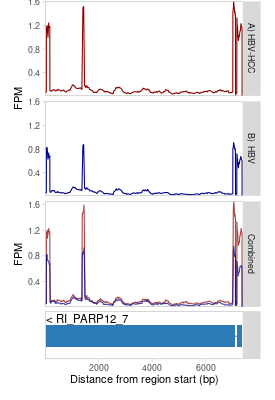 1.6
1.2
0.8
0.4
FPM
A) HBV-HCC
1.6
1.2
0.8
0.4
B) HBV
1.6
1.2
0.8
0.4
FPM
Combined
< RI_PARP12_7
2000
4000
6000
Distance from region start (bp)